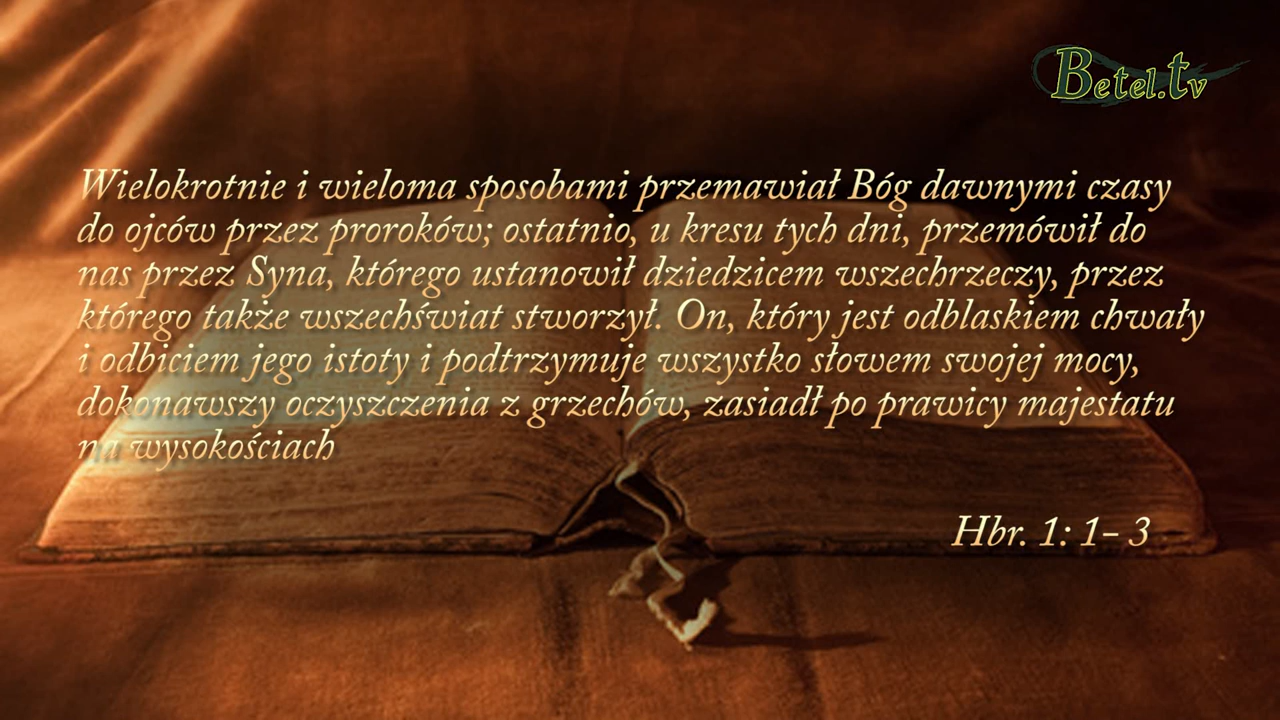 Betel.tv
Wielokrotnie i wieloma sposobami przemawiał Bóg dawnymi czasy
do ojców przez proroków; ostatnio, u kresu tych dni, przemówił do
nas przez Syna, którego ustanowił dziedzicem wszechrzeczy, przez
którego także wszechświat stworzył. On, który jest odblaskiem chwały
i odbiciem jego istoty i podtrzymuje wszystko słowem swojej mocy,
dokonawszy oczyszczenia z grzechów, zasiadł po prawicy majestatu
na wysokościach
Hbr. 1: 1- 3